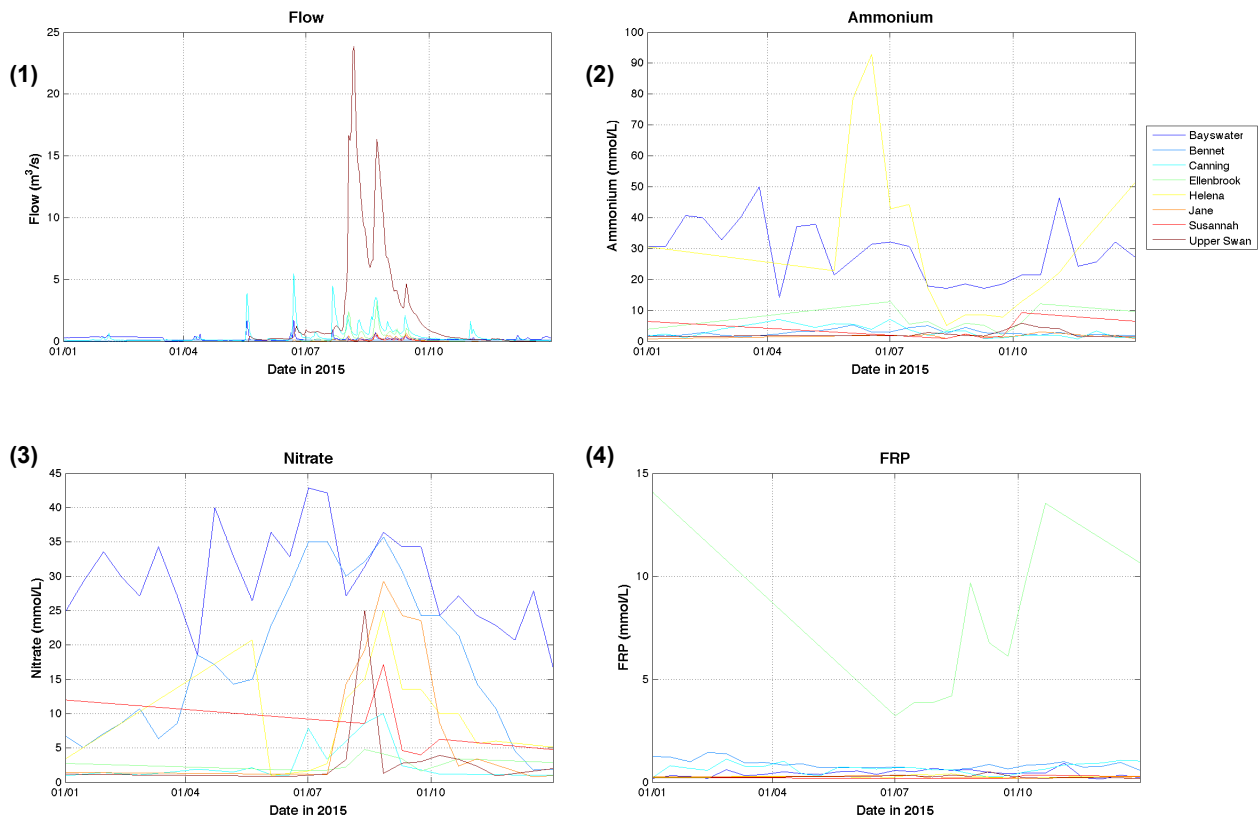 Flow
(1)
25
20
15
10
5
0
Flow (m³/s)
01/01
01/04
01/07
01/10
Date in 2015
Ammonium
(2)
100
90
80
70
60
50
40
30
20
10
0
Ammonium (mmol/L)
01/01
01/04
01/07
01/10
Date in 2015
Bayswater
Bennet
Canning
Ellenbrook
Helena
Jane
Susannah
Upper Swan
Nitrate
(3)
45
40
35
30
25
20
15
10
5
0
Nitrate (mmol/L)
01/01
01/04
01/07
01/10
Date in 2015
FRP
(4)
15
10
5
0
FRP (mmol/L)
01/01
01/04
01/07
01/10
Date in 2015